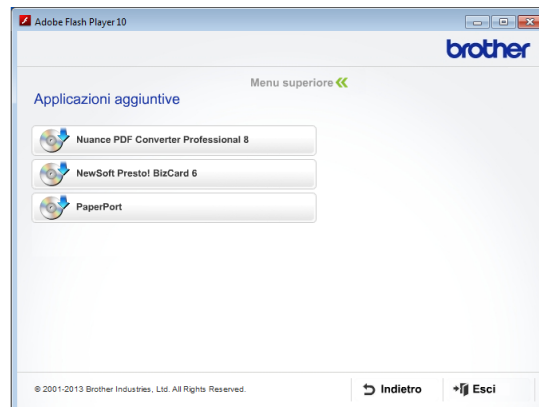 Adobe Flash Player 10
brother
Menu superiore
Applicazioni aggiuntive
Nuance PDF Converter Professional 8
NewSoft Presto! BizCard 6
PaperPort
© 2001-2013 Brother Industries, Ltd. All Rights Reserved.
Indietro
Esci